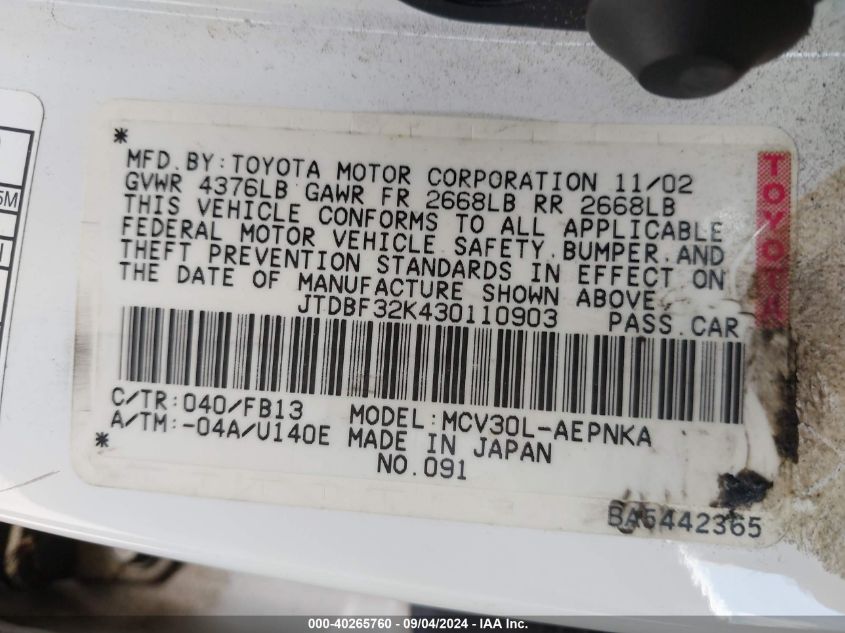 *
MFD.BY:TOYOTA MOTOR CORPORATION 11/02
GVWR 4376LB GAWR FR 2668LB RR 2668LB
THIS VEHICLE CONFORMS TO ALL APPLICABLE
FEDERAL MOTOR VEHICLE SAFETY,BUMPER,AND
THEFT PREVENTION STANDARDS IN EFFECT ON
THE DATE OF MANUFACTURE SHOWN ABOVE.
JTDBF32K430110903 PASS.CAR
TOYOTA
C/TR:040/FB13 MODEL:MCV30L-AEPNKA
A/TM:-04A/U140E MADE IN JAPAN
*
NO.091
BA5442365
5M
000-40265760 - 09/04/2024 - IAA Inc.